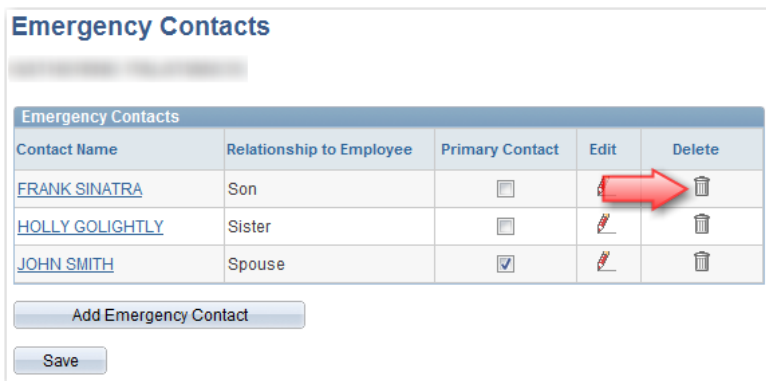 Emergency Contacts
Emergency Contacts
Contact Name Relationship to Employee Primary Contact Edit Delete
FRANK SINATRA Son
HOLLY GOLIGHTLY Sister
JOHN SMITH Spouse
Add Emergency Contact
Save